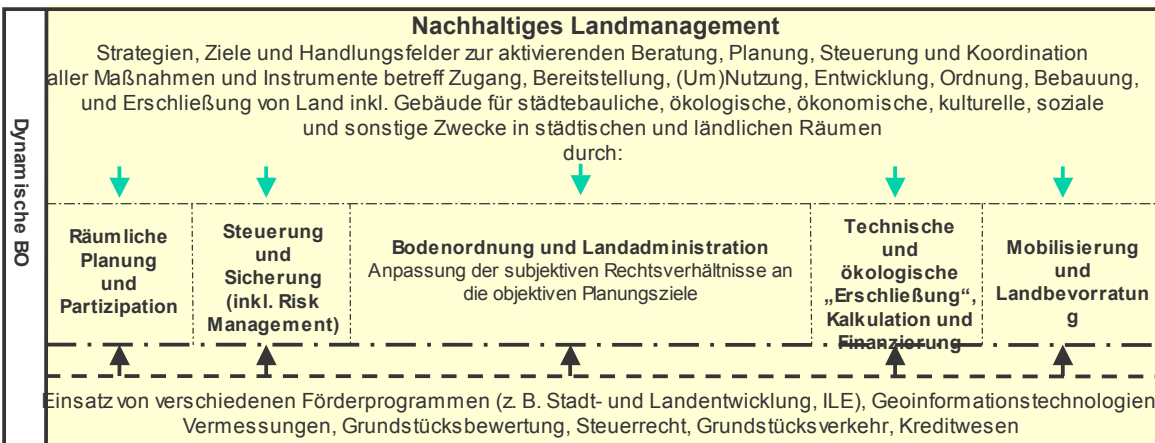 Dynamische BO
Nachhaltiges Landmanagement
Strategien, Ziele und Handlungsfelder zur aktivierenden Beratung, Planung, Steuerung und Koordination
aller Maßnahmen und Instrumente betreff Zugang, Bereitstellung, (Um)Nutzung, Entwicklung, Ordnung, Bebauung,
und Erschließung von Land inkl. Gebäude für städtebauliche, ökologische, ökonomische, kulturelle, soziale
und sonstige Zwecke in städtischen und ländlichen Räumen
durch:
Räumliche
Planung
und
Partizipation
Steuerung
und
Sicherung
(inkl. Risk
Management)
Bodenordnung und Landadministration
Anpassung der subjektiven Rechtsverhältnisse an
die objektiven Planungsziele
Technische
und
ökologische
„Erschließung“,
Kalkulation und
Finanzierung
Mobilisierung
und
Landbevorratun
g
Einsatz von verschiedenen Förderprogrammen (z. B. Stadt- und Landentwicklung, ILE), Geoinformationstechnologien
Vermessungen, Grundstücksbewertung, Steuerrecht, Grundstücksverkehr, Kreditwesen